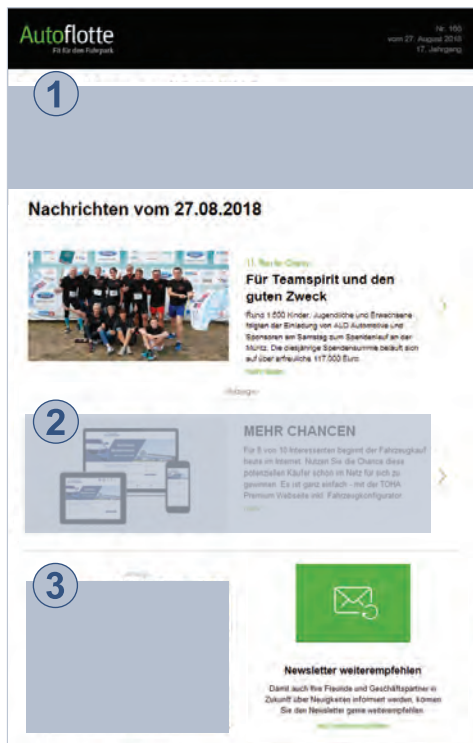 Autoflotte
Fit für den Fuhrpark
Nr. 160
vom 27. August 2018
17. Jahrgang
1
Nachrichten vom 27.08.2018
Für Teamspirit und den
guten Zweck
Rund 1.500 Kinder, Jugendliche und Erwachsene
folgten der Einladung von ALD Automotive und
Sponsoren am Samstag zum Spendenlauf an der
Müritz. Die diesjährige Spendensumme beläuft sich
auf über erfreuliche 117.000 Euro.
2
MEHR CHANCEN
Für 8 von 10 Interessenten beginnt der Fahrzeugkauf
heute im Internet. Nutzen Sie die Chance diese
potenziellen Käufer schon im Netz für sich zu
gewinnen. Es ist ganz einfach - mit der TOHA
Premium Webseite inkl. Fahrzeugkonfigurator.
3
Newsletter weiterempfehlen
Damit auch Ihre Freunde und Geschäftspartner in
Zukunft über Neuigkeiten informiert werden, können
Sie den Newsletter gerne weiterempfehlen.